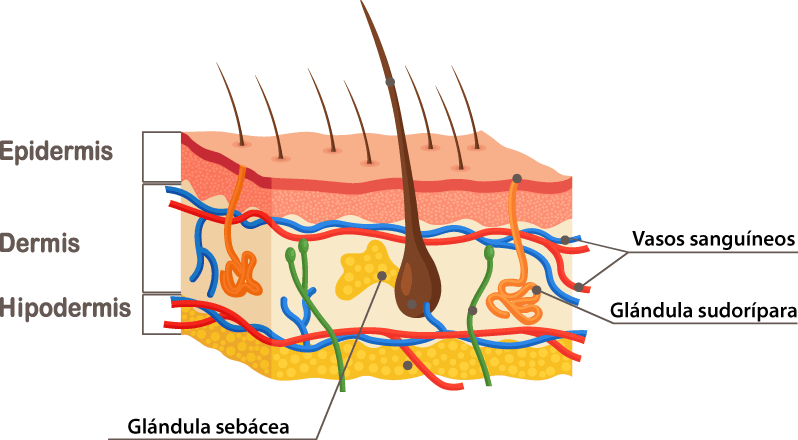 Epidermis
Dermis
Hipodermis
Vasos sanguíneos
Glándula sudorípara
Glándula sebácea